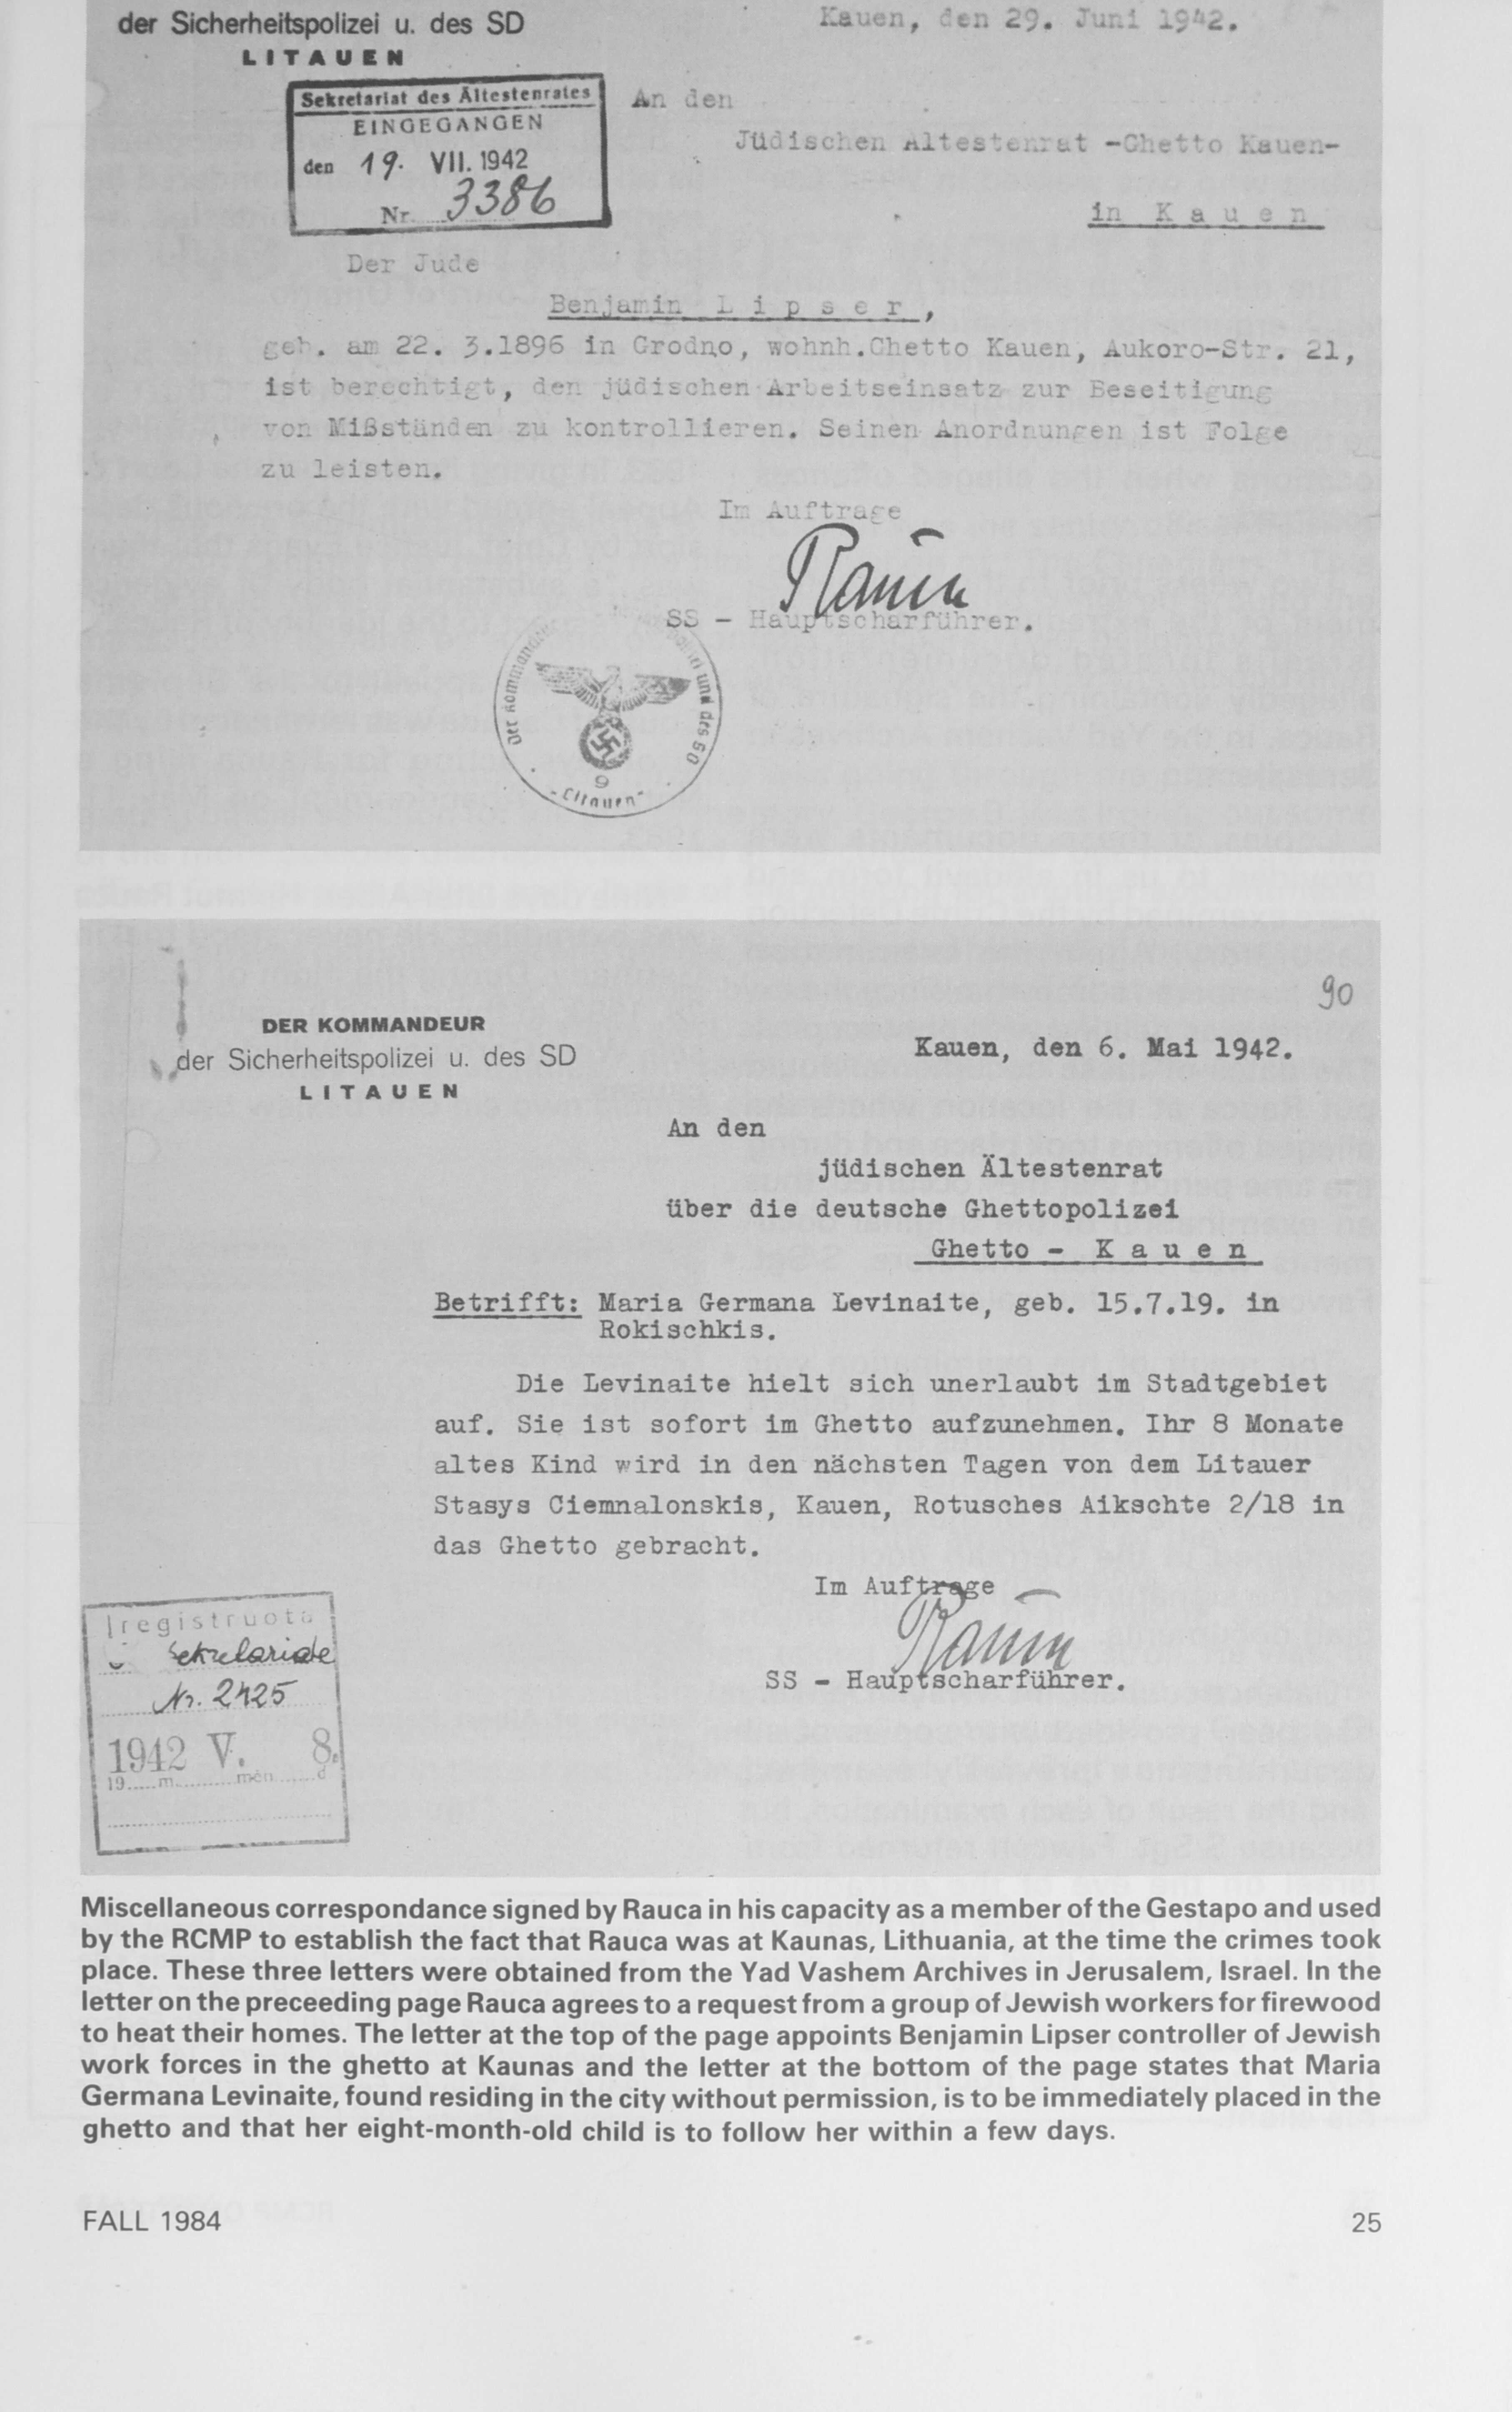 der Sicherheitspolizei u. des SD
LITAUEN
Kauen, den 29. Juni 1942.
Sekretariat des Ältestenrates
EINGEGANGEN
den 19. VII. 1942
Nr. 3386
An den
Jüdischen Altestenrat -Ghetto Kauen-
in Kauen
Der Jude
Benjamin Lipser,
geb. am 22. 3.1896 in Grodno, wohnh.Ghetto Kauen, Aukoro-Str. 21,
ist berechtigt, den jüdischen Arbeitseinsatz zur Beseitigung
von Mißständen zu kontrollieren. Seinen Anordnungen ist Folge
zu leisten.
Im Auftrage
Rauca
SS - Hauptscharführer.
Der Kommandeur und des SD
9
"Litauen"
90
DER KOMMANDEUR
der Sicherheitspolizei u. des SD
LITAUEN
Kauen, den 6. Mai 1942.
An den
jüdischen Ältestenrat
über die deutsche Ghettopolizei
Ghetto - Kauen
Betrifft: Maria Germana Levinaite, geb. 15.7.19. in
Rokischkis.
Die Levinaite hielt sich unerlaubt im Stadtgebiet
auf. Sie ist sofort im Ghetto aufzunehmen. Ihr 8 Monate
altes Kind wird in den nächsten Tagen von dem Litauer
Stasys Ciemnalonskis, Kauen, Rotusches Aikschte 2/18 in
das Ghetto gebracht.
Im Auftrage
Rauca
SS - Hauptscharführer.
Įregistruota
Sekretariate
Nr. 2425
1942 V. 8.
19 m. mėn. d.
Miscellaneous correspondance signed by Rauca in his capacity as a member of the Gestapo and used
by the RCMP to establish the fact that Rauca was at Kaunas, Lithuania, at the time the crimes took
place. These three letters were obtained from the Yad Vashem Archives in Jerusalem, Israel. In the
letter on the preceeding page Rauca agrees to a request from a group of Jewish workers for firewood
to heat their homes. The letter at the top of the page appoints Benjamin Lipser controller of Jewish
work forces in the ghetto at Kaunas and the letter at the bottom of the page states that Maria
Germana Levinaite, found residing in the city without permission, is to be immediately placed in the
ghetto and that her eight-month-old child is to follow her within a few days.
FALL 1984
25